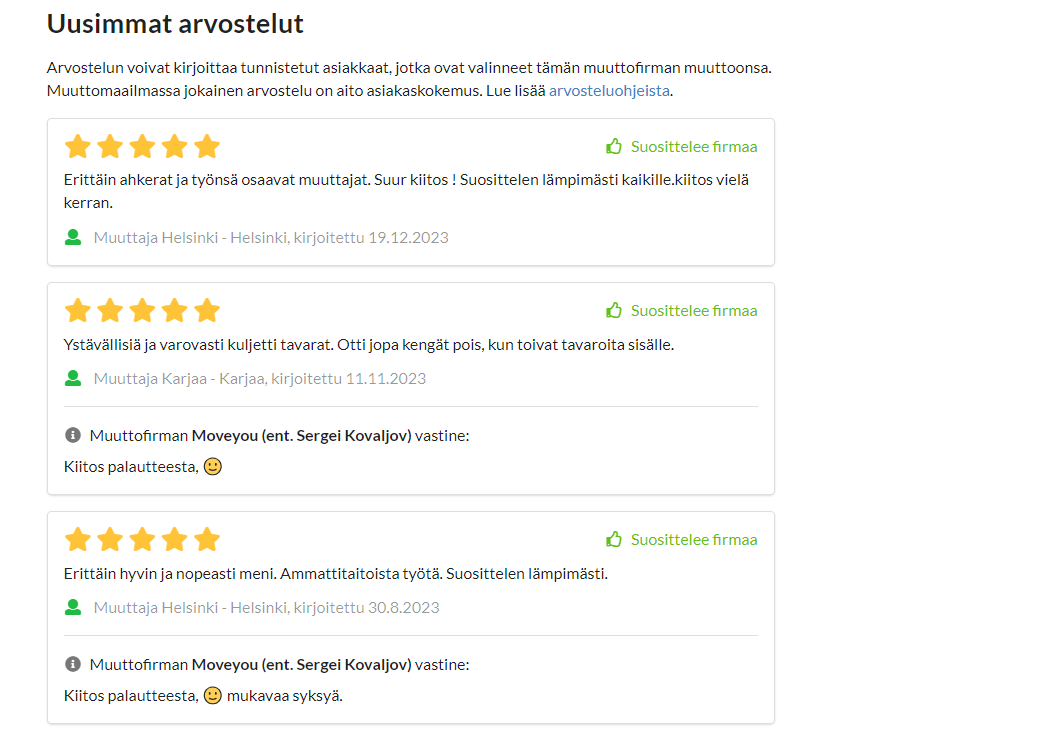 Uusimmat arvostelut
Arvostelun voivat kirjoittaa tunnistetut asiakkaat, jotka ovat valinneet tämän muuttofirman muuttoonsa.
Muuttomaailmassa jokainen arvostelu on aito asiakaskokemus. Lue lisää arvosteluohjeista.
Suosittelee firmaa
Erittäin ahkerat ja työnsä osaavat muuttajat. Suur kiitos ! Suosittelen lämpimästi kaikille.kiitos vielä
kerran.
Muuttaja Helsinki - Helsinki, kirjoitettu 19.12.2023
Suosittelee firmaa
Ystävällisiä ja varovasti kuljetti tavarat. Otti jopa kengät pois, kun toivat tavaroita sisälle.
Muuttaja Karjaa - Karjaa, kirjoitettu 11.11.2023
Muuttofirman Moveyou (ent. Sergei Kovaljov) vastine:
Kiitos palautteesta, 🙂
Suosittelee firmaa
Erittäin hyvin ja nopeasti meni. Ammattitaitoista työtä. Suosittelen lämpimästi.
Muuttaja Helsinki - Helsinki, kirjoitettu 30.8.2023
Muuttofirman Moveyou (ent. Sergei Kovaljov) vastine:
Kiitos palautteesta, 🙂 mukavaa syksyä.